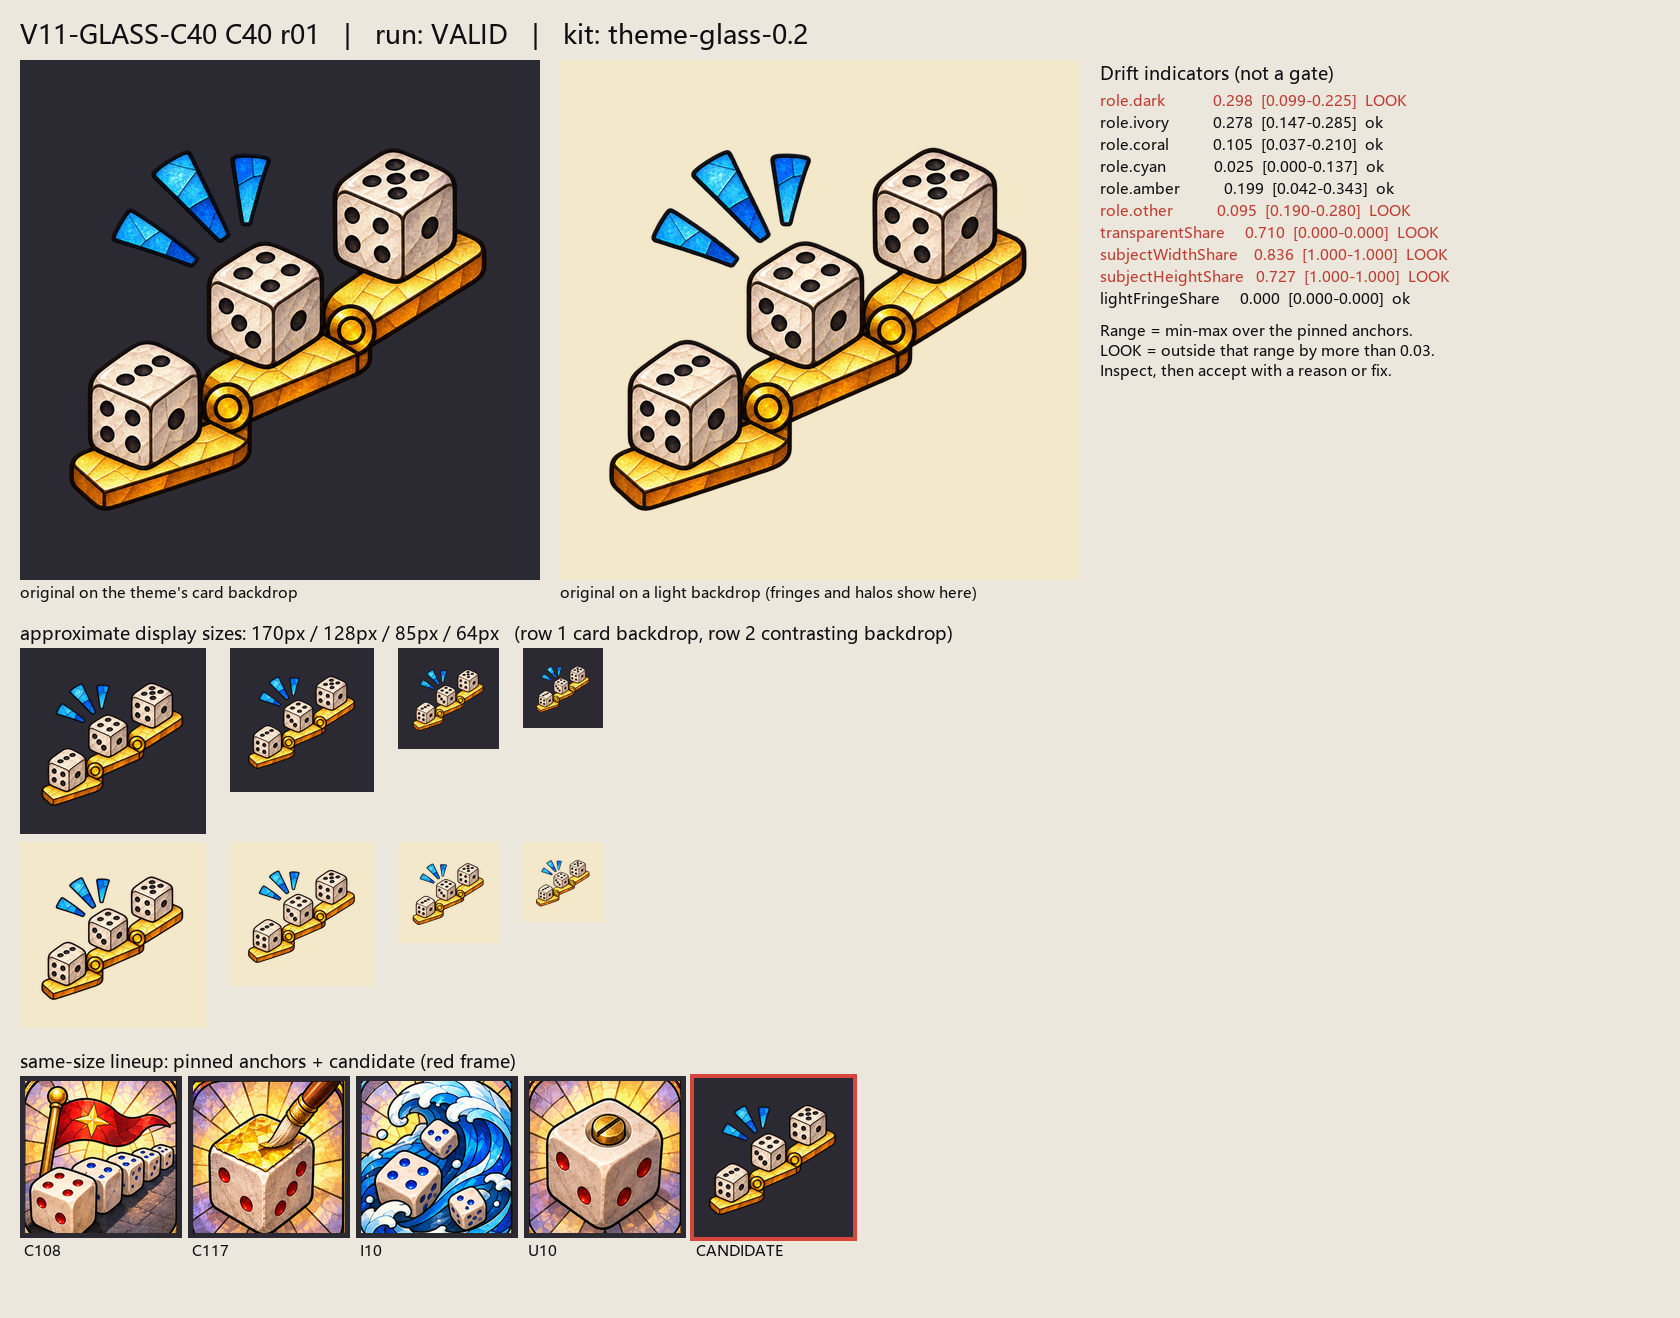 V11-GLASS-C40 C40 r01 | run: VALID | kit: theme-glass-0.2
Drift indicators (not a gate)
role.dark 0.298 [0.099-0.225] LOOK
role.ivory 0.278 [0.147-0.285] ok
role.coral 0.105 [0.037-0.210] ok
role.cyan 0.025 [0.000-0.137] ok
role.amber 0.199 [0.042-0.343] ok
role.other 0.095 [0.190-0.280] LOOK
transparentShare 0.710 [0.000-0.000] LOOK
subjectWidthShare 0.836 [1.000-1.000] LOOK
subjectHeightShare 0.727 [1.000-1.000] LOOK
lightFringeShare 0.000 [0.000-0.000] ok
Range = min-max over the pinned anchors.
LOOK = outside that range by more than 0.03.
Inspect, then accept with a reason or fix.
original on the theme's card backdrop
original on a light backdrop (fringes and halos show here)
approximate display sizes: 170px / 128px / 85px / 64px (row 1 card backdrop, row 2 contrasting backdrop)
same-size lineup: pinned anchors + candidate (red frame)
C108
C117
I10
U10
CANDIDATE